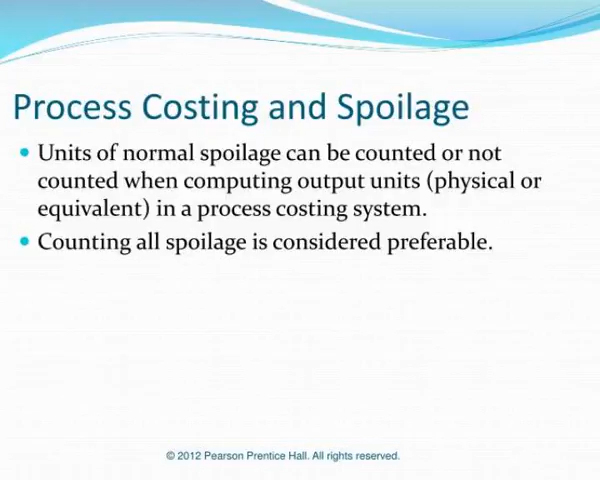 Process Costing and Spoilage
• Units of normal spoilage can be counted or not
counted when computing output units (physical or
equivalent) in a process costing system.
• Counting all spoilage is considered preferable.
© 2012 Pearson Prentice Hall. All rights reserved.